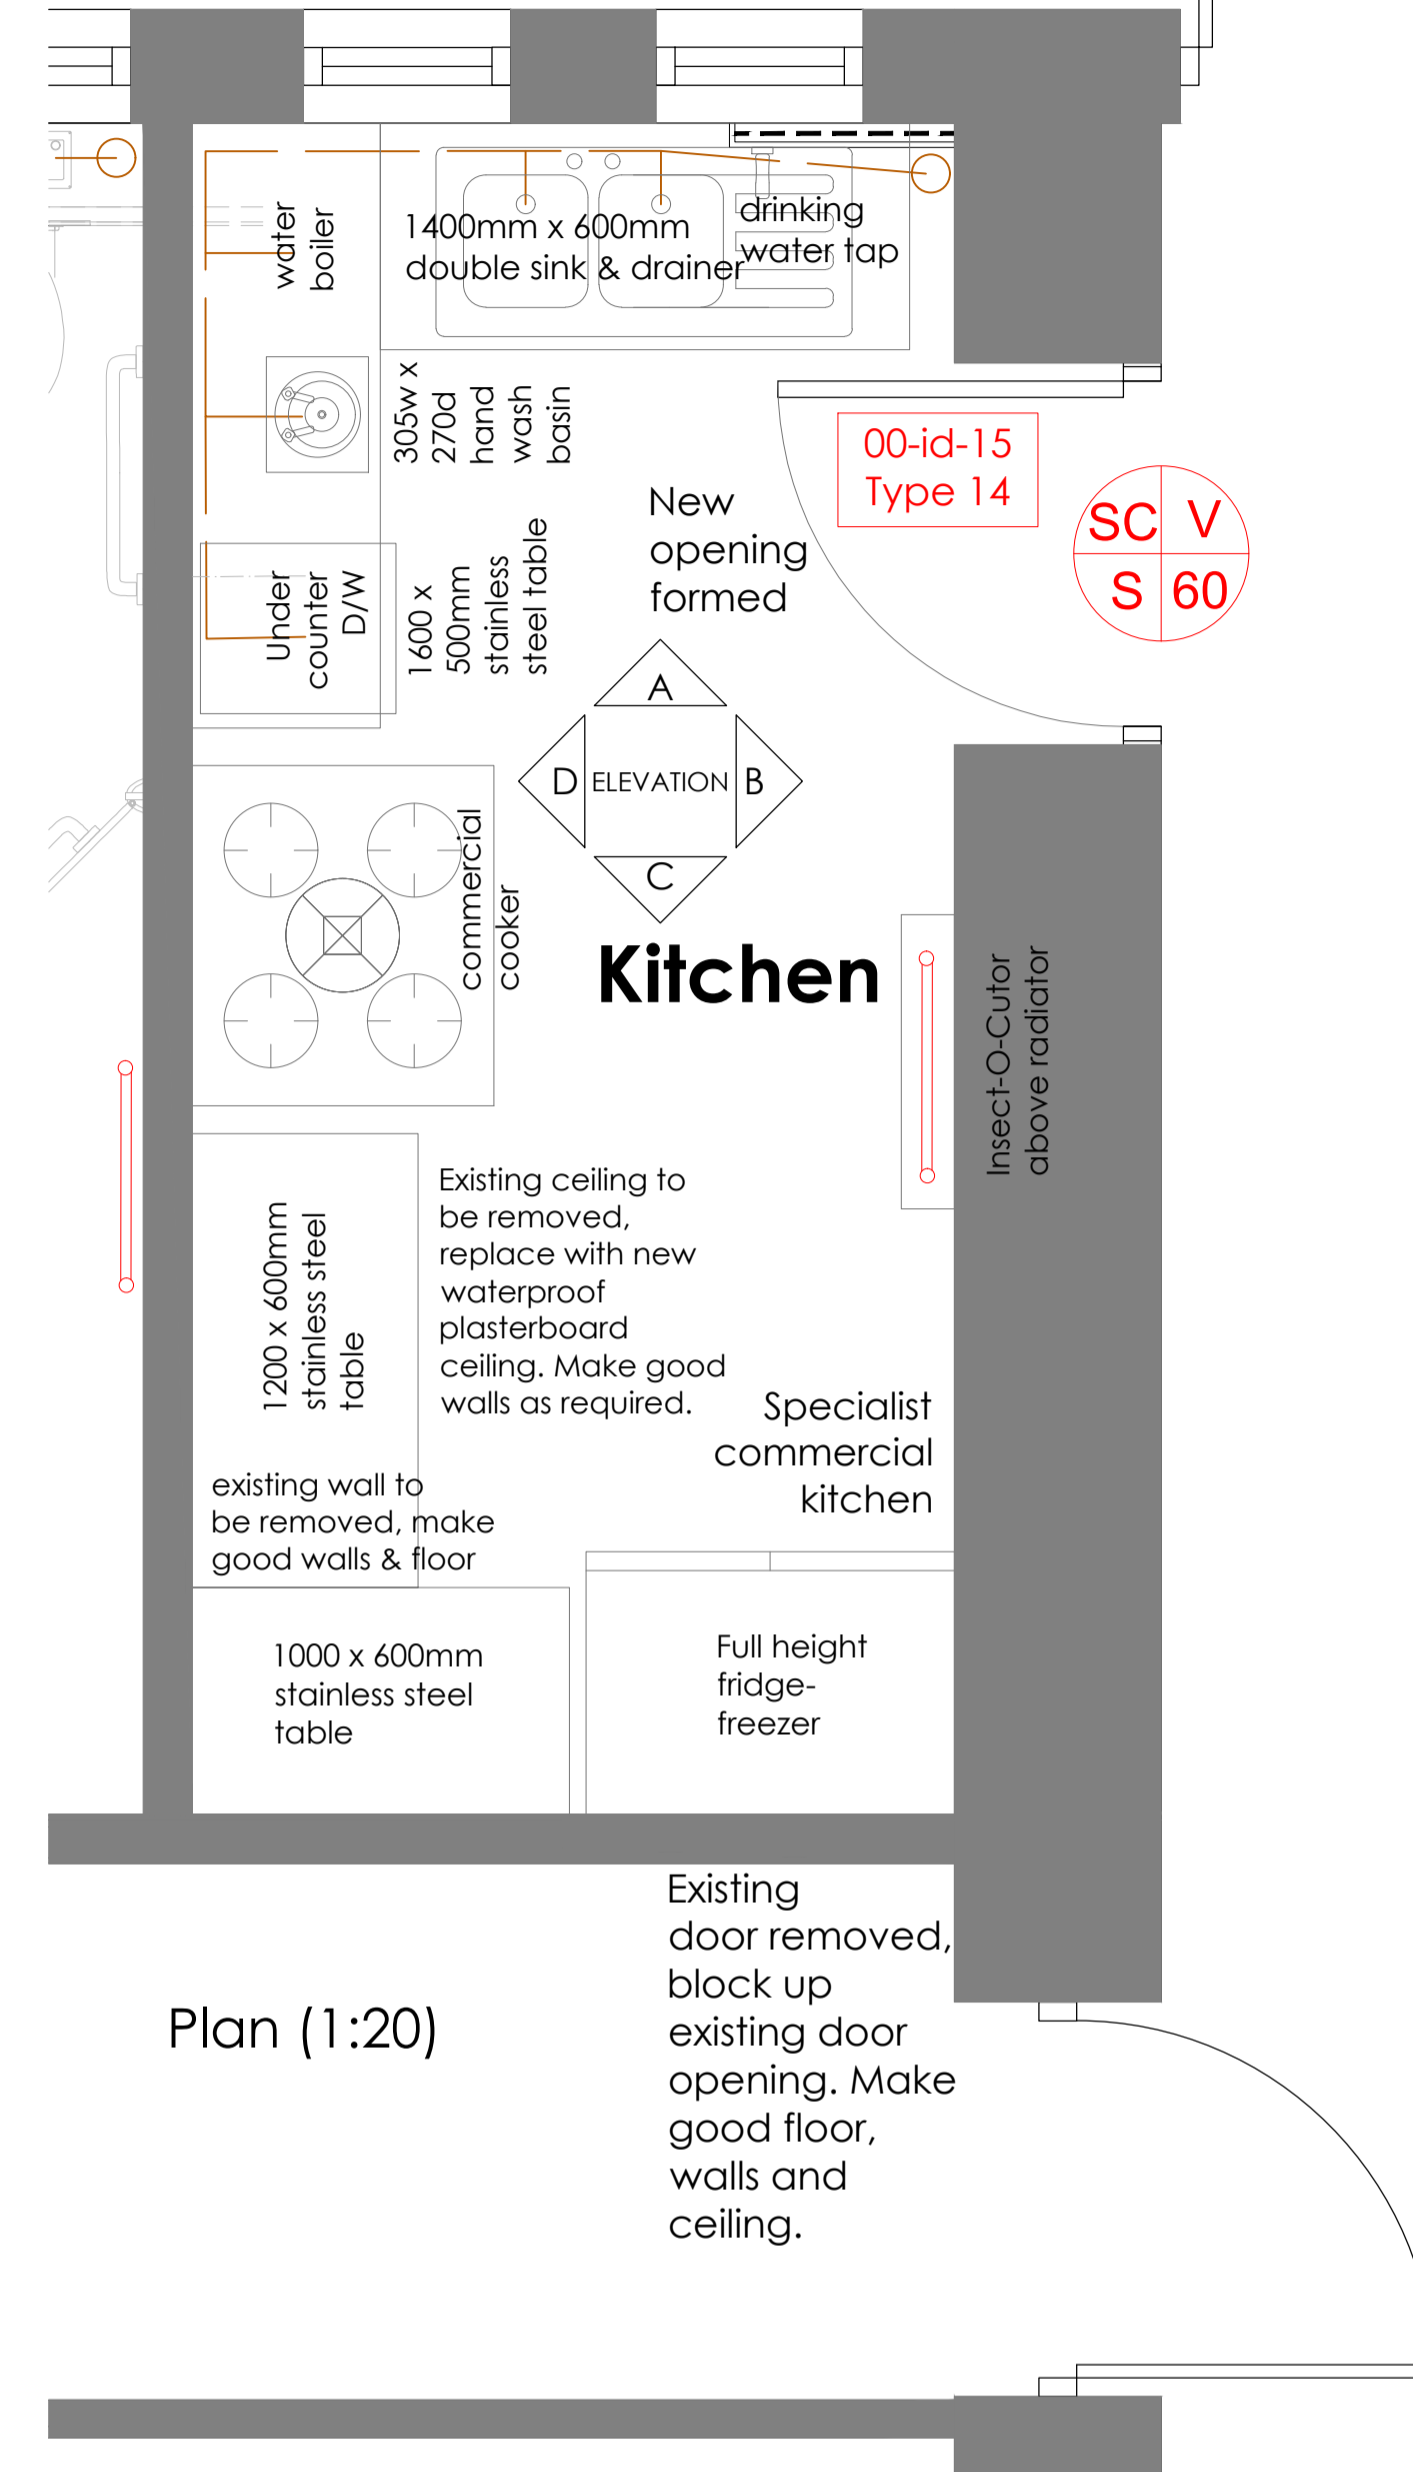 water
boiler
1400mm x 600mm
double sink & drainer
drinking
water tap
305w x
270d
hand
wash
basin
00-id-15
Type 14
SC V
S 60
New
opening
formed
Under
counter
D/W
1600 x
500mm
stainless
steel table
A
D ELEVATION B
C
commercial
cooker
Kitchen
Insect-O-Cutor
above radiator
1200 x 600mm
stainless steel
table
Existing ceiling to
be removed,
replace with new
waterproof
plasterboard
ceiling. Make good
walls as required.
Specialist
commercial
kitchen
existing wall to
be removed, make
good walls & floor
1000 x 600mm
stainless steel
table
Full height
fridge-
freezer
Existing
door removed,
block up
existing door
opening. Make
good floor,
walls and
ceiling.
Plan (1:20)